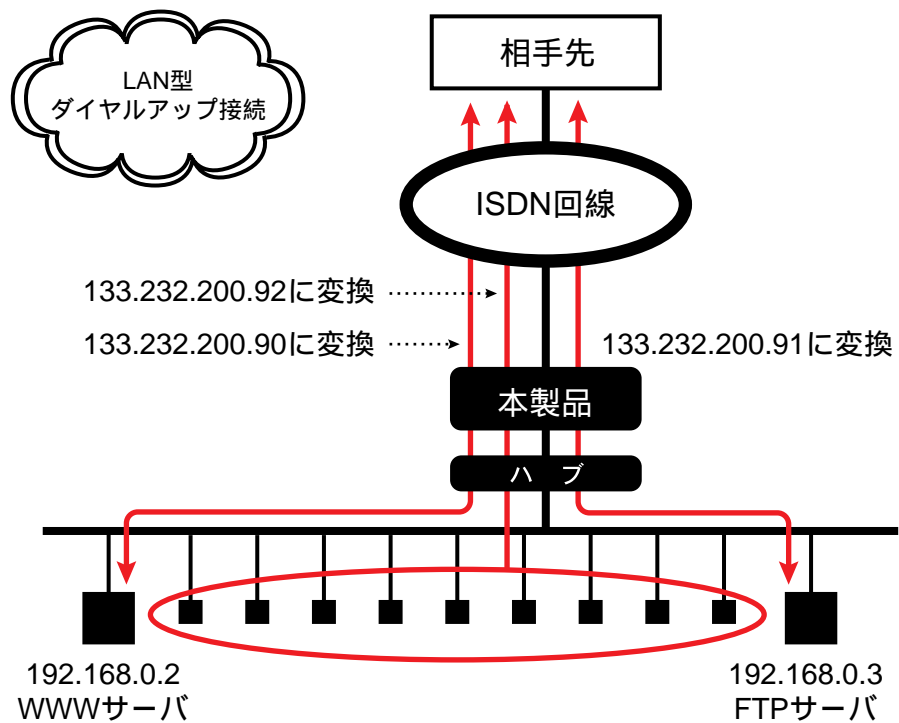 相手先
LAN型
ダイヤルアップ接続
ISDN回線
133.232.200.92に変換
133.232.200.90に変換
133.232.200.91に変換
本製品
ハ ブ
192.168.0.2
WWWサーバ
192.168.0.3
FTPサーバ